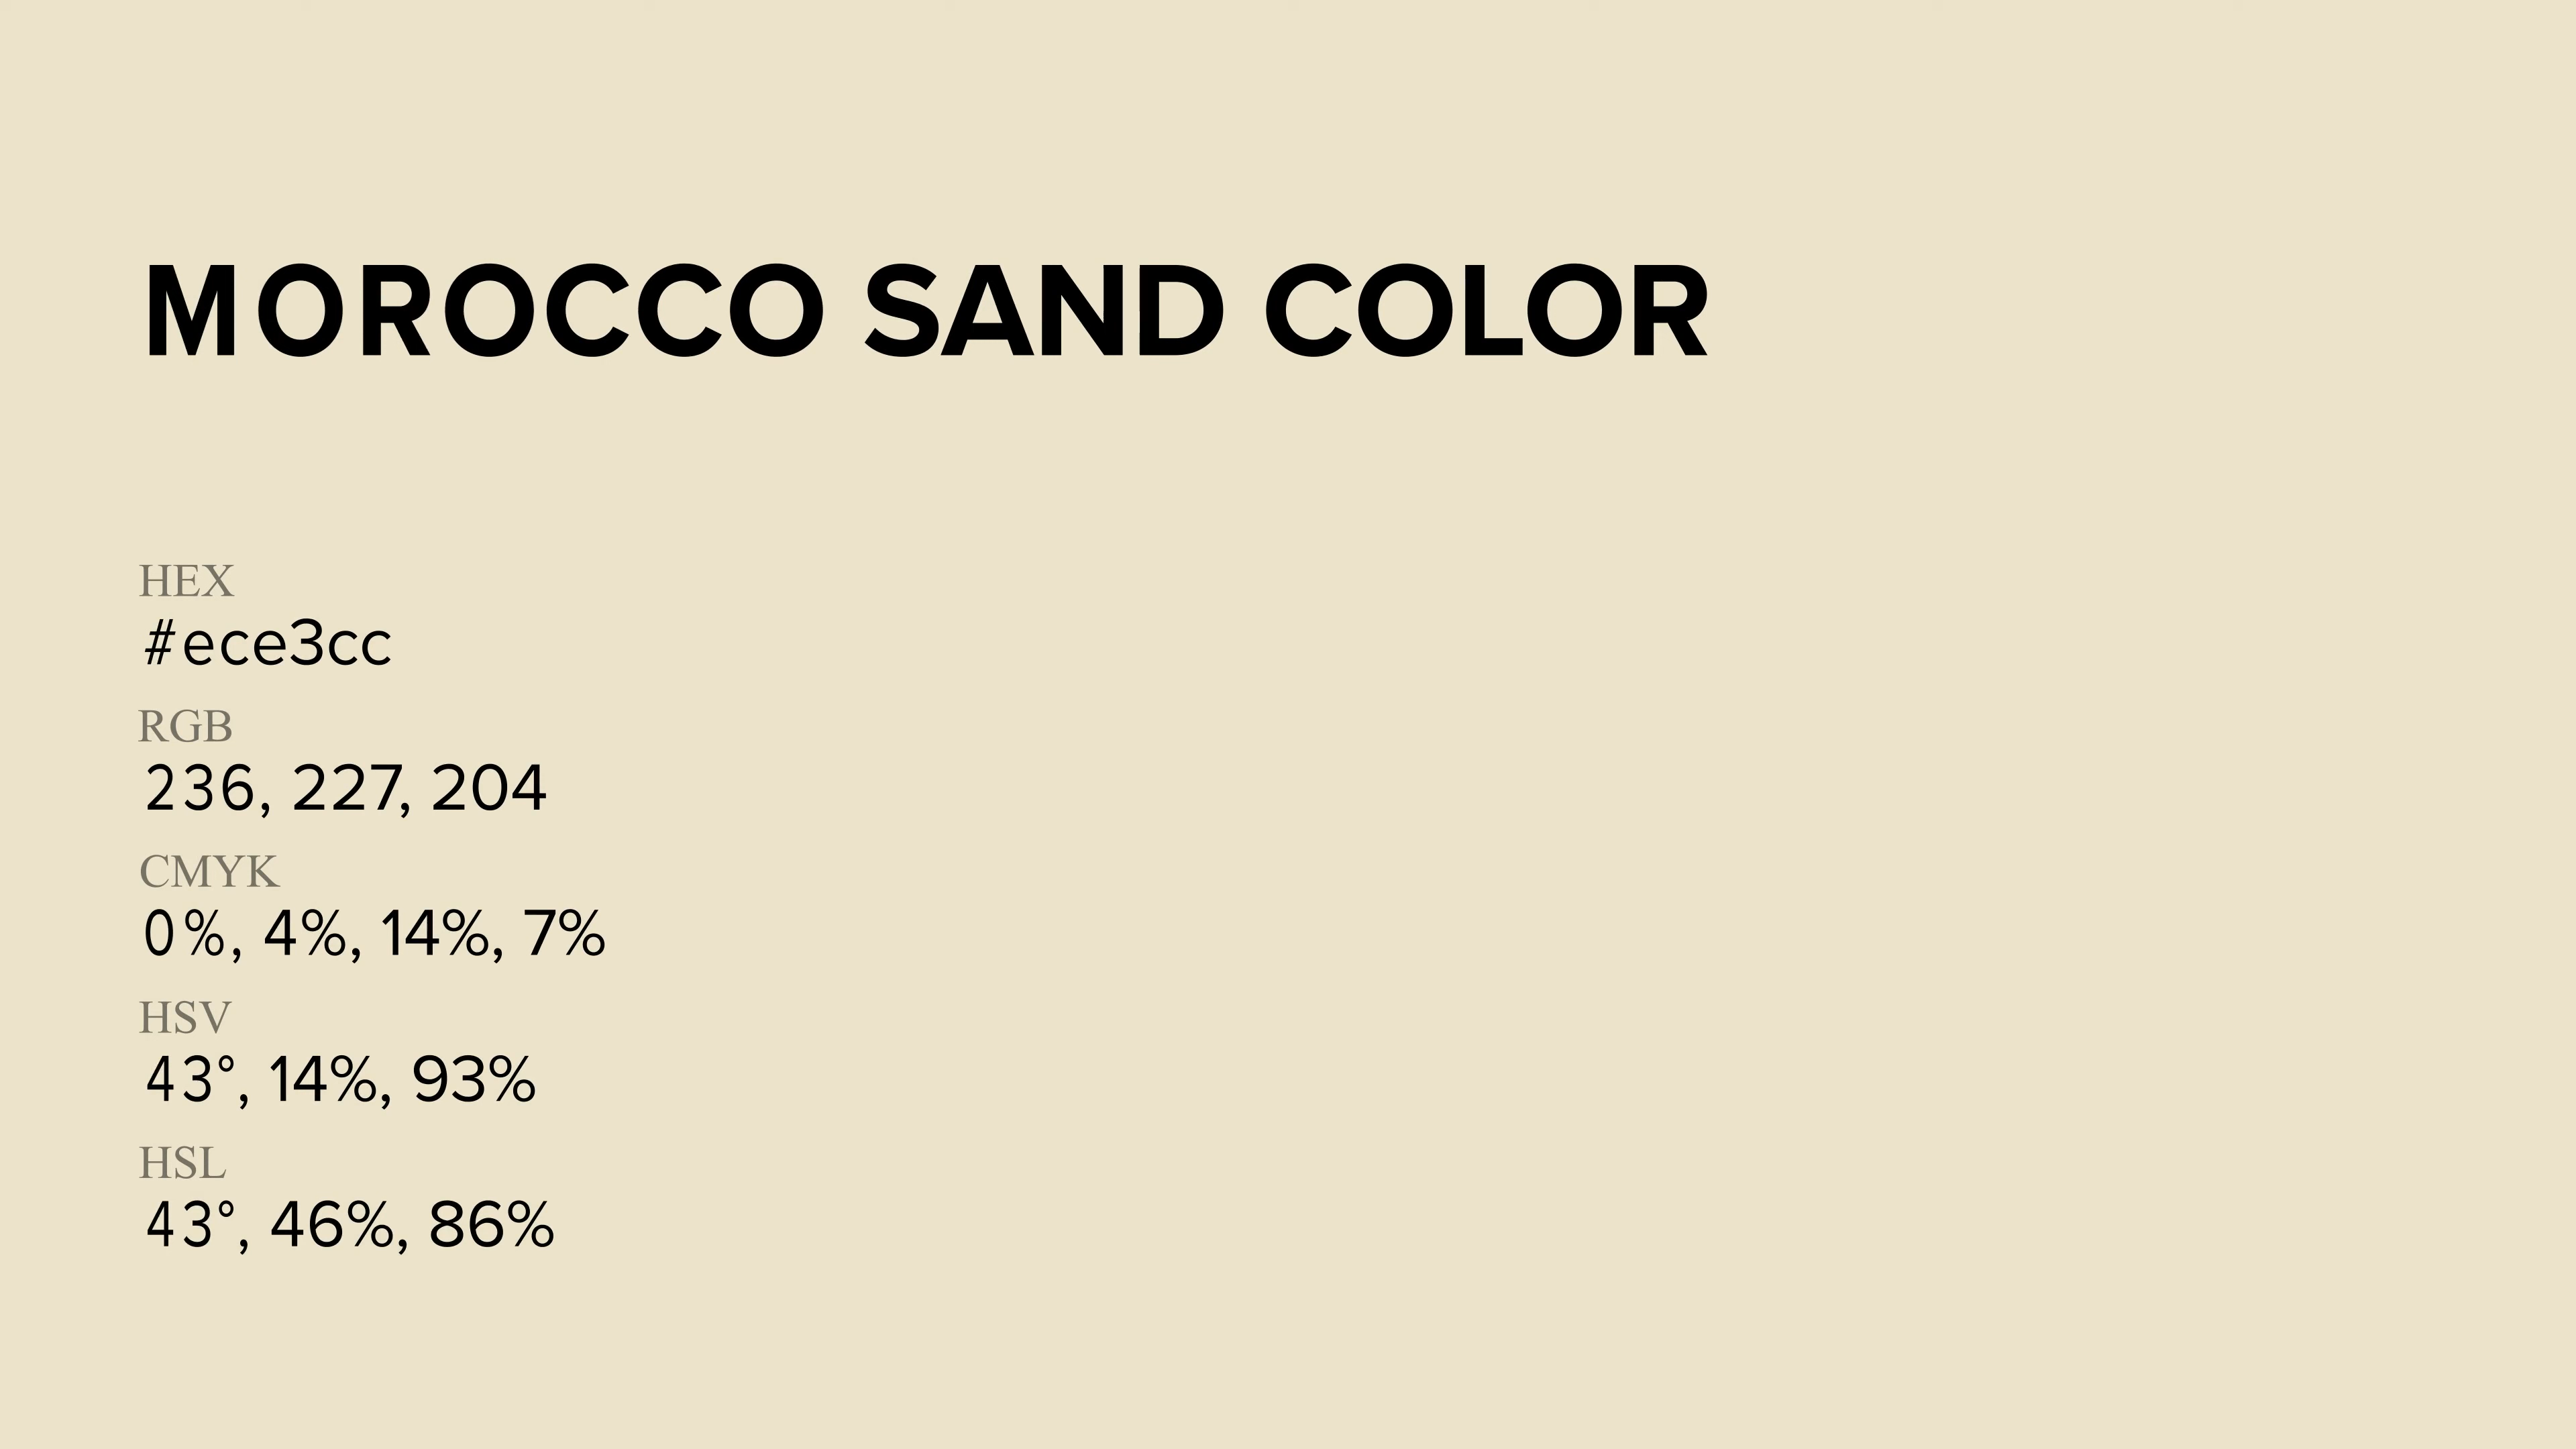 MOROCCO SAND COLOR
HEX
#ece3cc
RGB
236, 227, 204
CMYK
0%, 4%, 14%, 7%
HSV
43°, 14%, 93%
HSL
43°, 46%, 86%